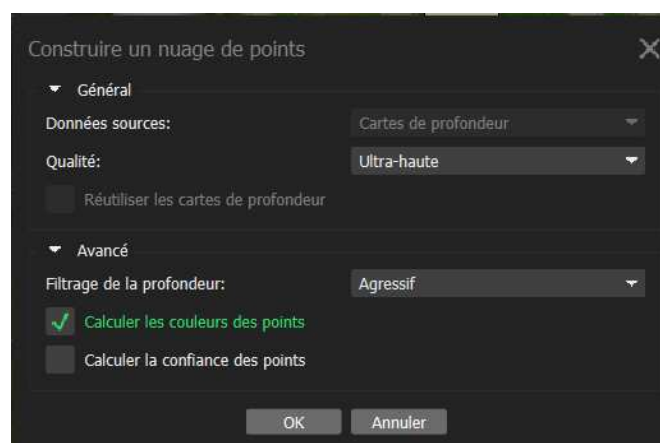 Construire un nuage de points
Général
Données sources: Cartes de profondeur
Qualité: Ultra-haute
Réutiliser les cartes de profondeur
Avancé
Filtrage de la profondeur: Agressif
Calculer les couleurs des points
Calculer la confiance des points
OK Annuler